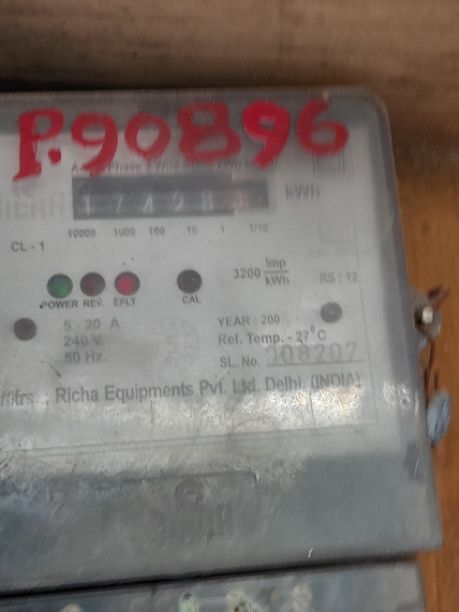 P.90896
kWh
10000 1000 100 10 1 1/10
CL - 1
3200 Imp/kWh
RS : 12
POWER REV. EFLT CAL
5 - 20 A
240 V.
50 Hz.
YEAR : 200
Ref. Temp. - 27°C
SL. No. 008207
Mfrs : Richa Equipments Pvt. Ltd. Delhi. (INDIA)